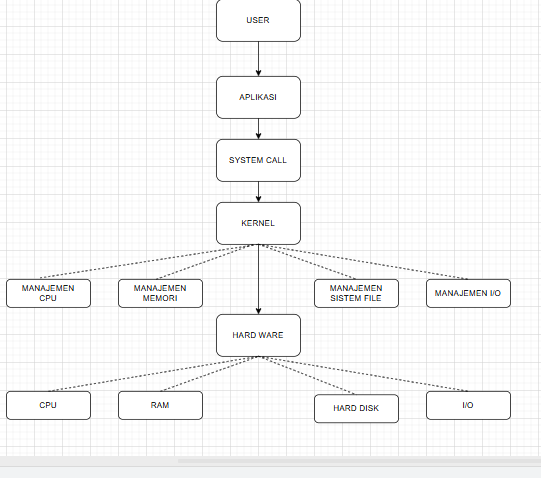 USER
APLIKASI
SYSTEM CALL
KERNEL
MANAJEMEN
CPU
MANAJEMEN
MEMORI
MANAJEMEN
SISTEM FILE
MANAJEMEN I/O
HARD WARE
CPU
RAM
HARD DISK
I/O